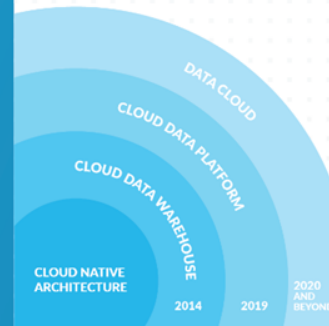 DATA CLOUD
CLOUD DATA PLATFORM
CLOUD DATA WAREHOUSE
CLOUD NATIVE
ARCHITECTURE
2014
2019
2020
AND
BEYOND